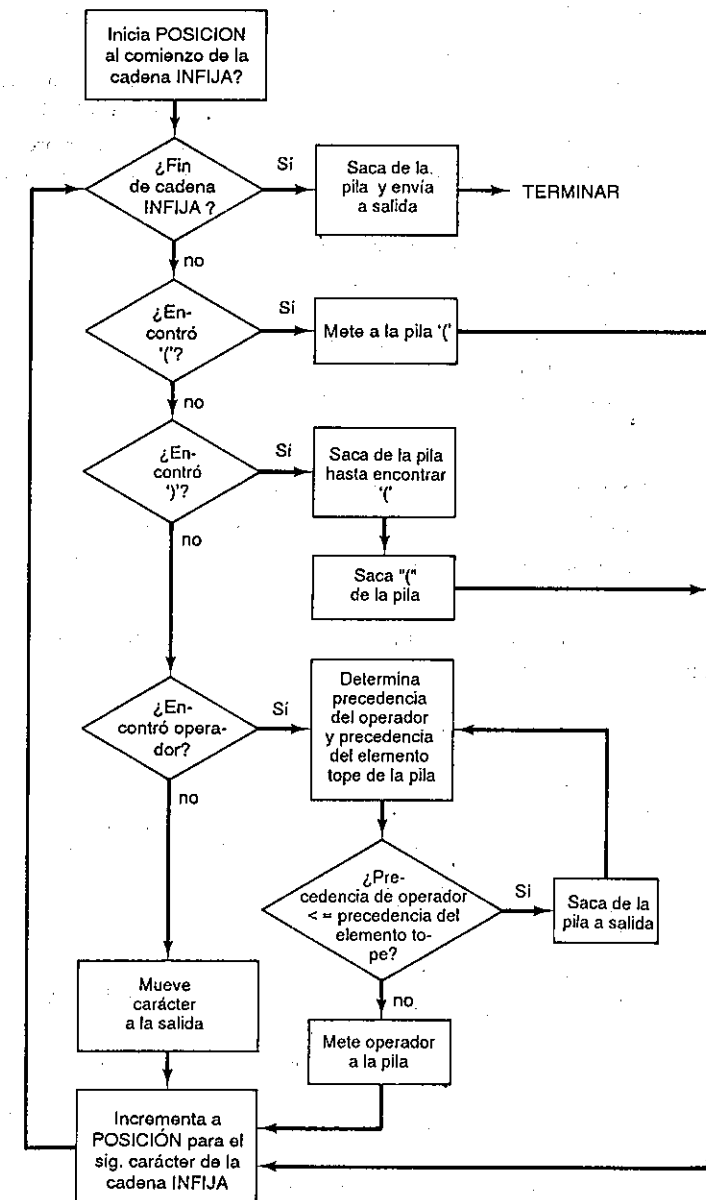 Inicia POSICION
al comienzo de la
cadena INFIJA?
¿Fin
de cadena
INFIJA ?
Sí
Saca de la
pila y envía
a salida
TERMINAR
no
¿En-
contró
'('?
Sí
Mete a la pila '('
no
¿En-
contró
')'?
Sí
Saca de la pila
hasta encontrar
'('
no
Saca "("
de la pila
¿En-
contró opera-
dor?
Sí
Determina
precedencia
del operador
y precedencia
del elemento
tope de la pila
no
¿Pre-
cedencia de operador
< = precedencia del
elemento to-
pe?
Sí
Saca de la
pila a salida
no
Mueve
carácter
a la salida
Mete operador
a la pila
Incrementa a
POSICIÓN para el
sig. carácter de la
cadena INFIJA